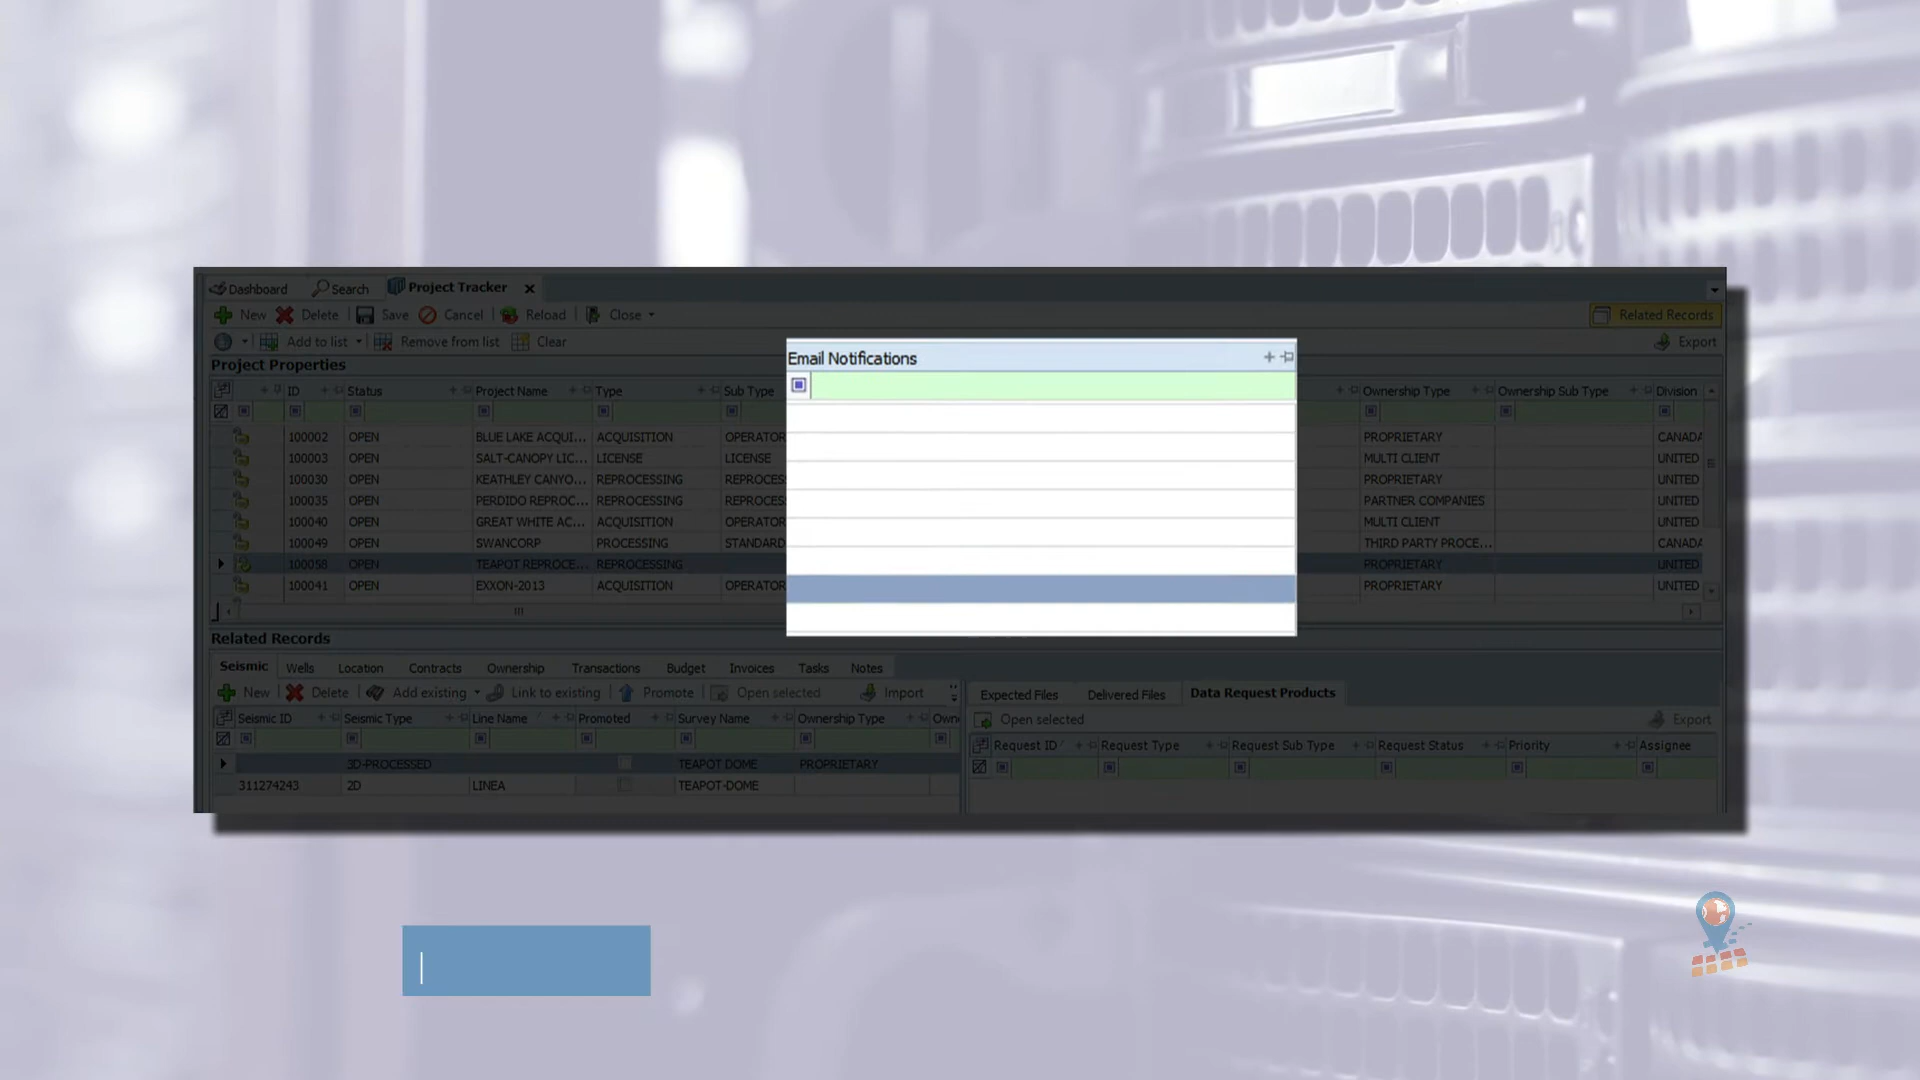 Dashboard Search Project Tracker
New Delete Save Cancel Reload Close Related Records
Add to list Remove from list Clear Export
Project Properties
Email Notifications
ID Status Project Name Type Sub Type Ownership Type Ownership Sub Type Division
100002 OPEN BLUE LAKE ACQUI... ACQUISITION OPERATOR PROPRIETARY CANADA
100003 OPEN SALT-CANOPY LIC... LICENSE LICENSE MULTI CLIENT UNITED
100030 OPEN KEATHLEY CANYO... REPROCESSING REPROCES PROPRIETARY UNITED
100035 OPEN PERDIDO REPROC... REPROCESSING REPROCES PARTNER COMPANIES UNITED
100040 OPEN GREAT WHITE AC... ACQUISITION OPERATOR MULTI CLIENT UNITED
100049 OPEN SWANCORP PROCESSING STANDARD THIRD PARTY PROCE... CANADA
100058 OPEN TEAPOT REPROCE... REPROCESSING PROPRIETARY UNITED
100041 OPEN EXXON-2013 ACQUISITION OPERATOR PROPRIETARY UNITED
Related Records
Seismic Wells Location Contracts Ownership Transactions Budget Invoices Tasks Notes
New Delete Add existing Link to existing Promote Open selected Import
Expected Files Delivered Files Data Request Products
Seismic ID Seismic Type Line Name Promoted Survey Name Ownership Type Own
Open selected Export
Request ID Request Type Request Sub Type Request Status Priority Assignee
3D-PROCESSED TEAPOT DOME PROPRIETARY
311274243 2D LINEA TEAPOT-DOME